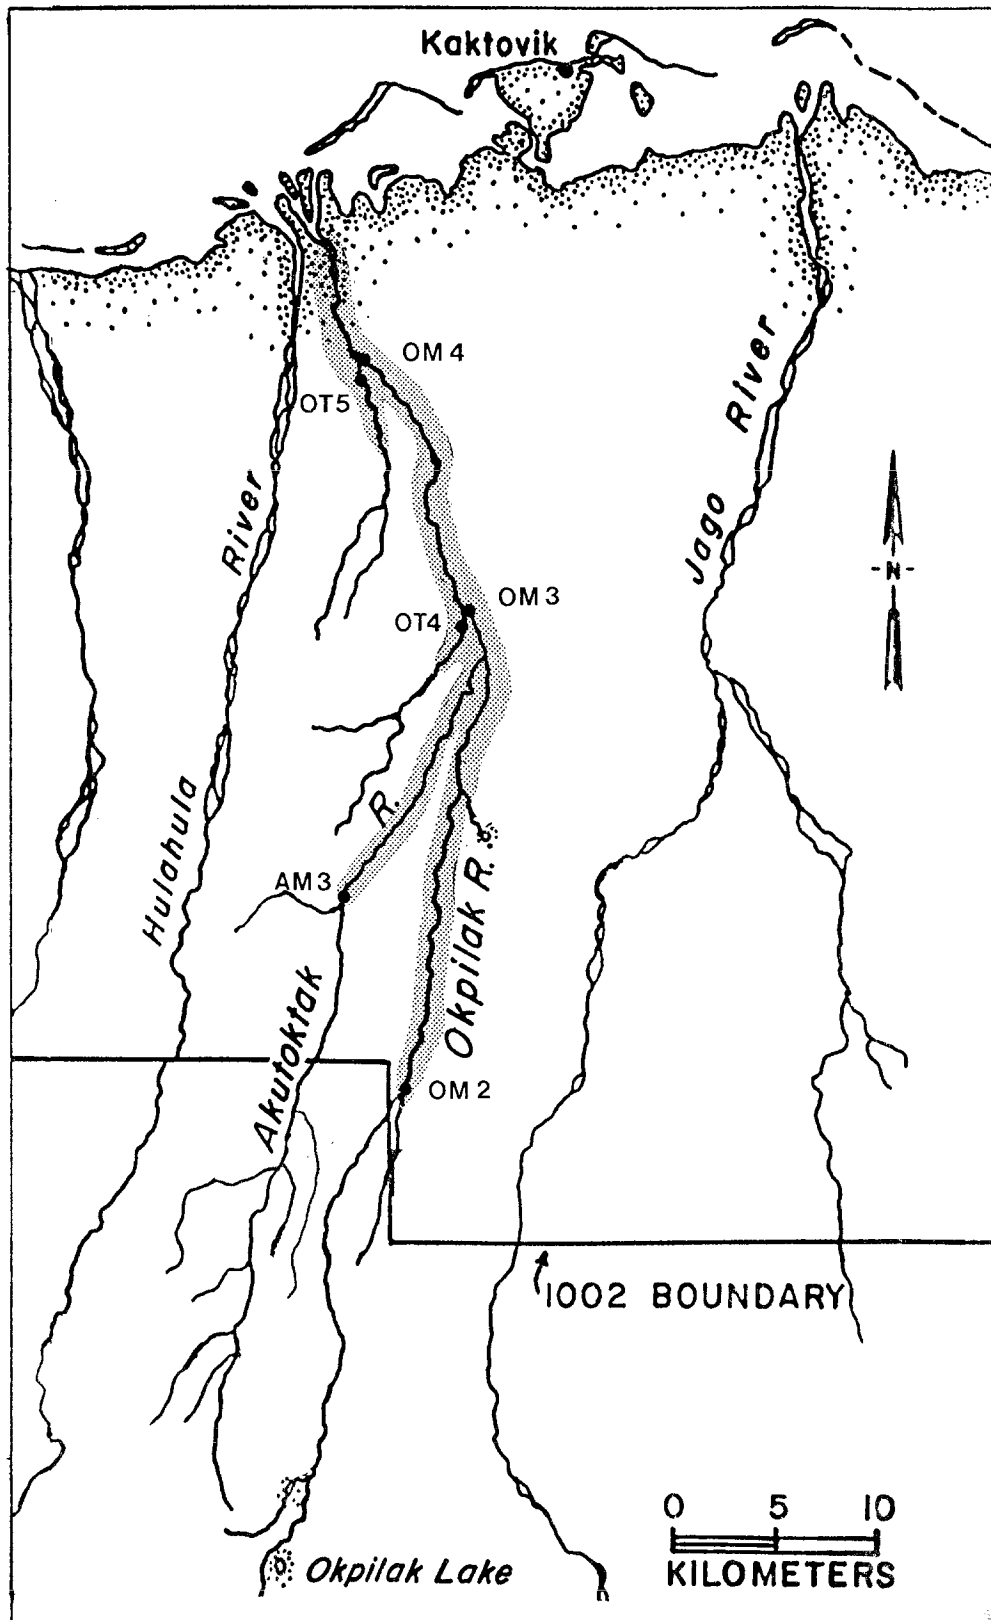 Kaktovik
OM 4
OT5
River
River
Jago
-N-
OM 3
OT4
R.
Hulahula
AM 3
Okpilak R.
Akutoktak
OM 2
1002 BOUNDARY
0 5 10
KILOMETERS
Okpilak Lake